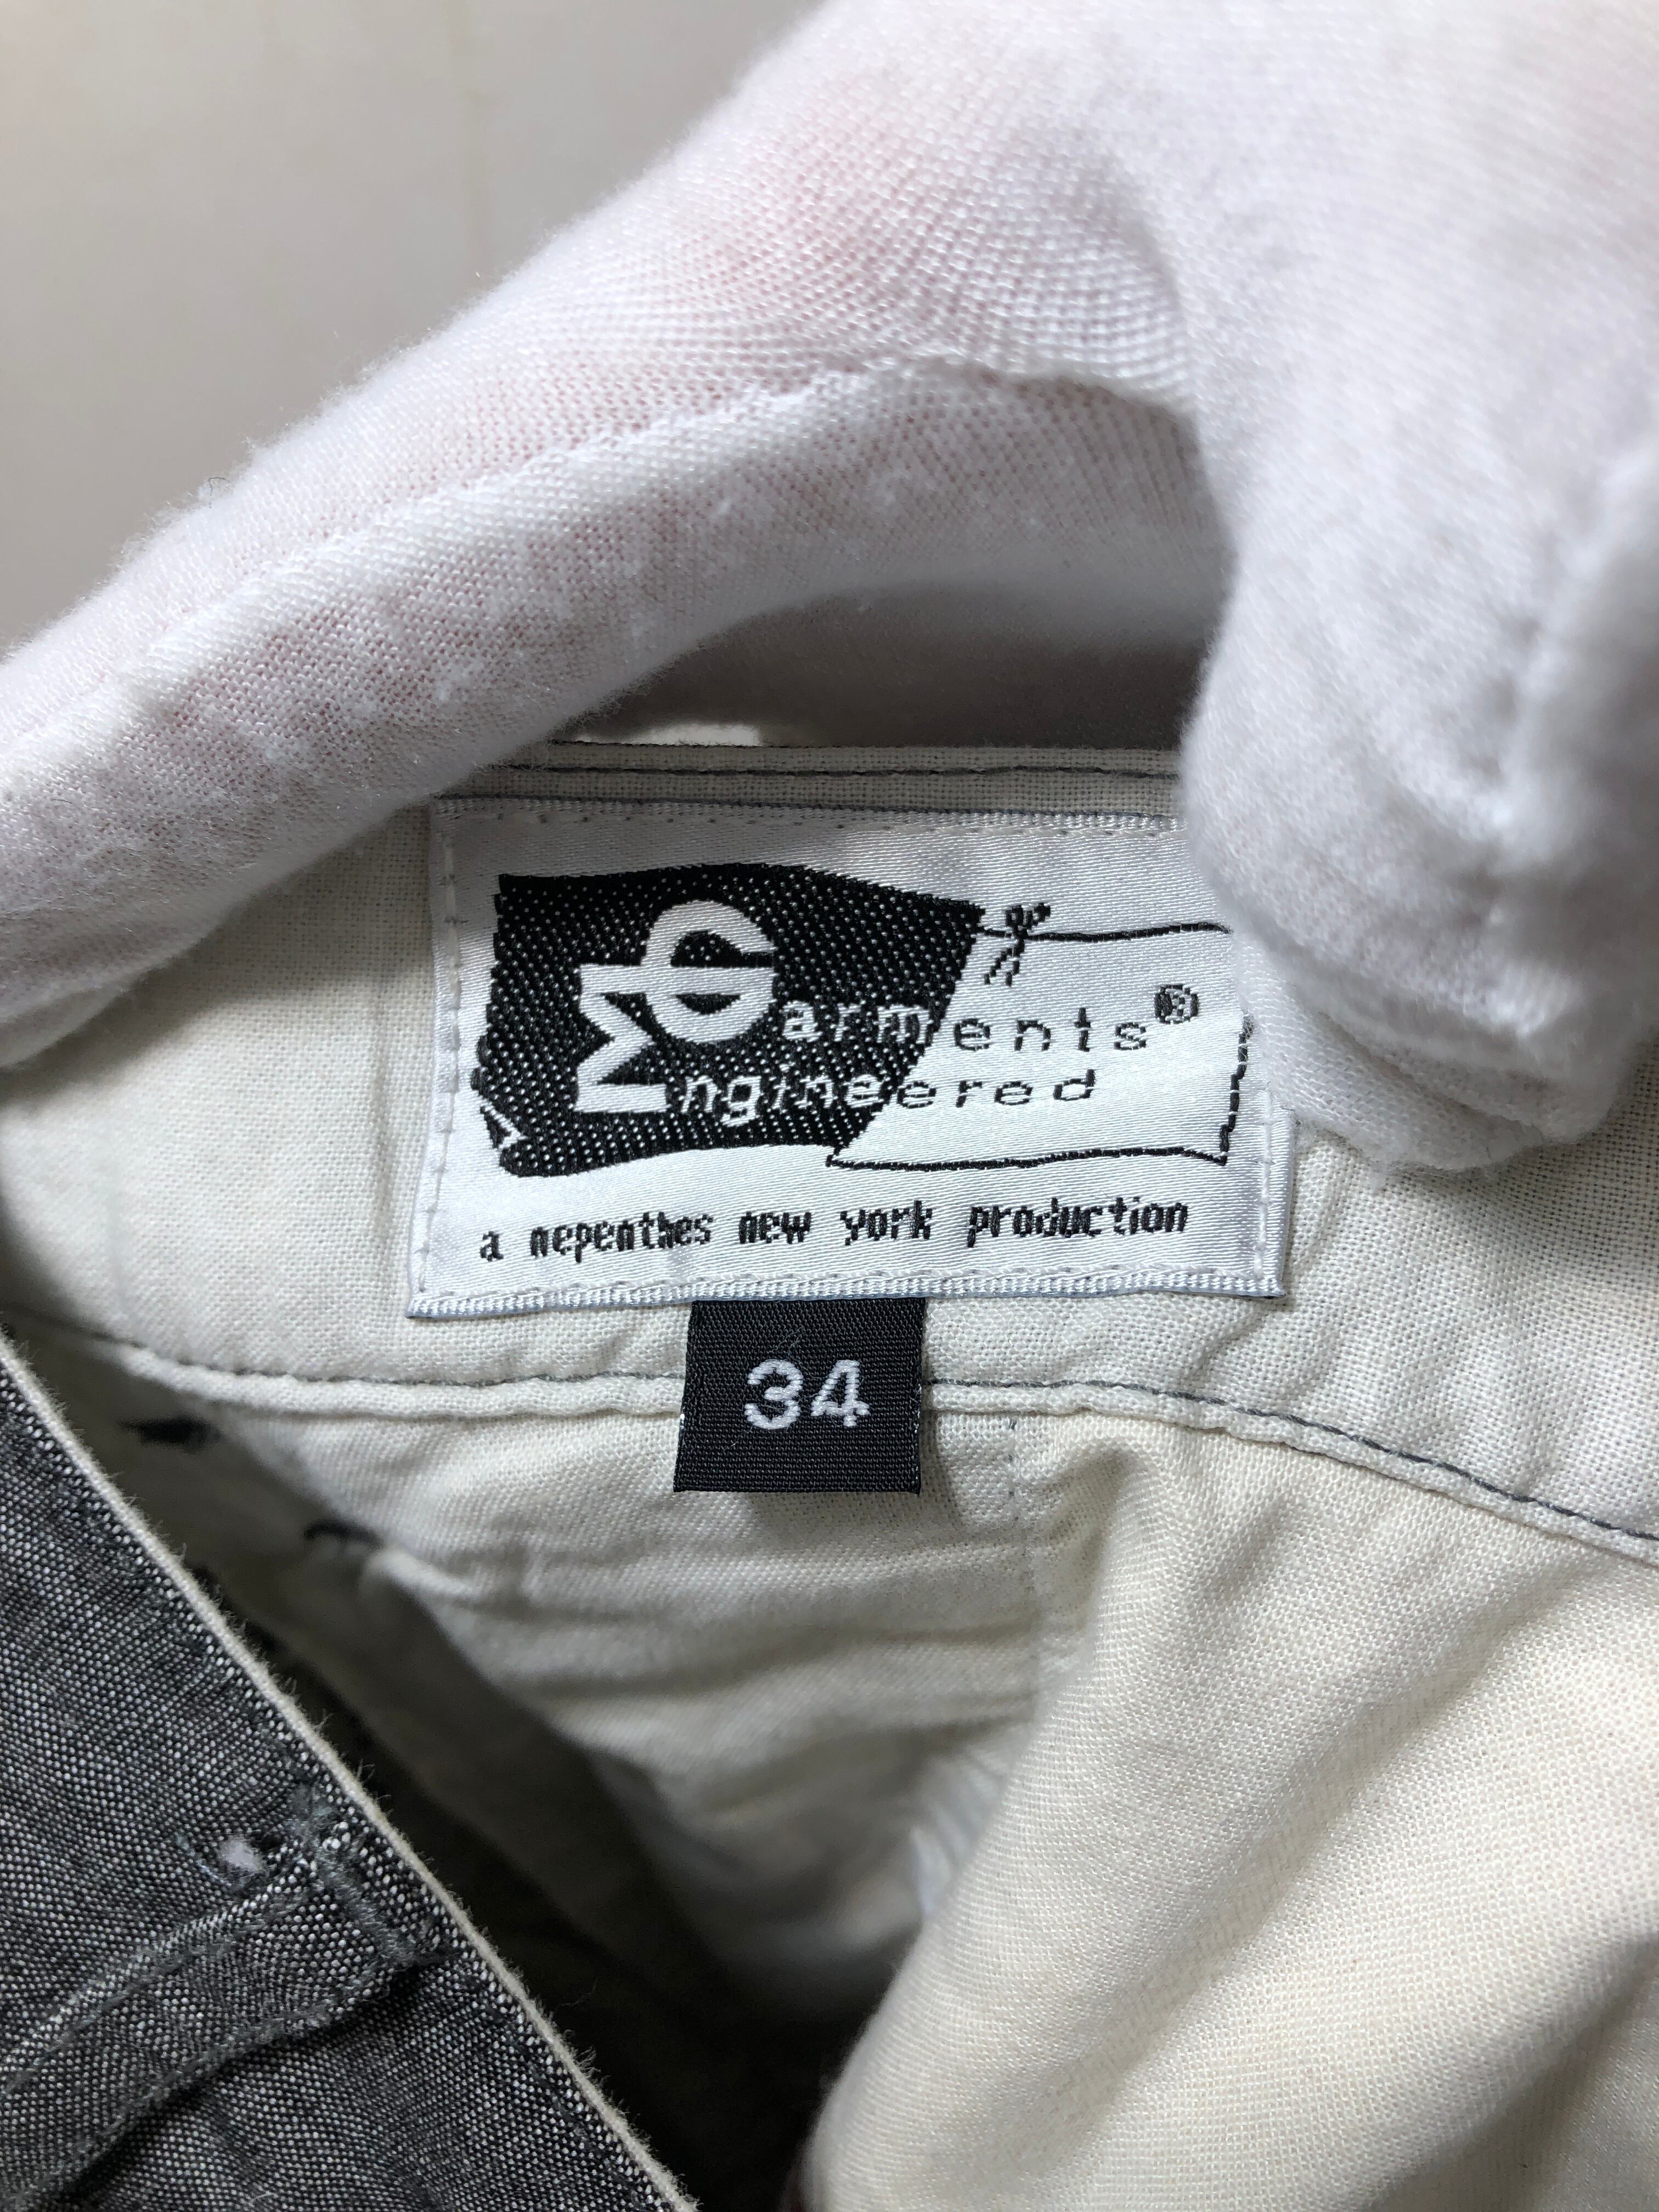 Garments®
Engineered
a nepenthes new york production
34